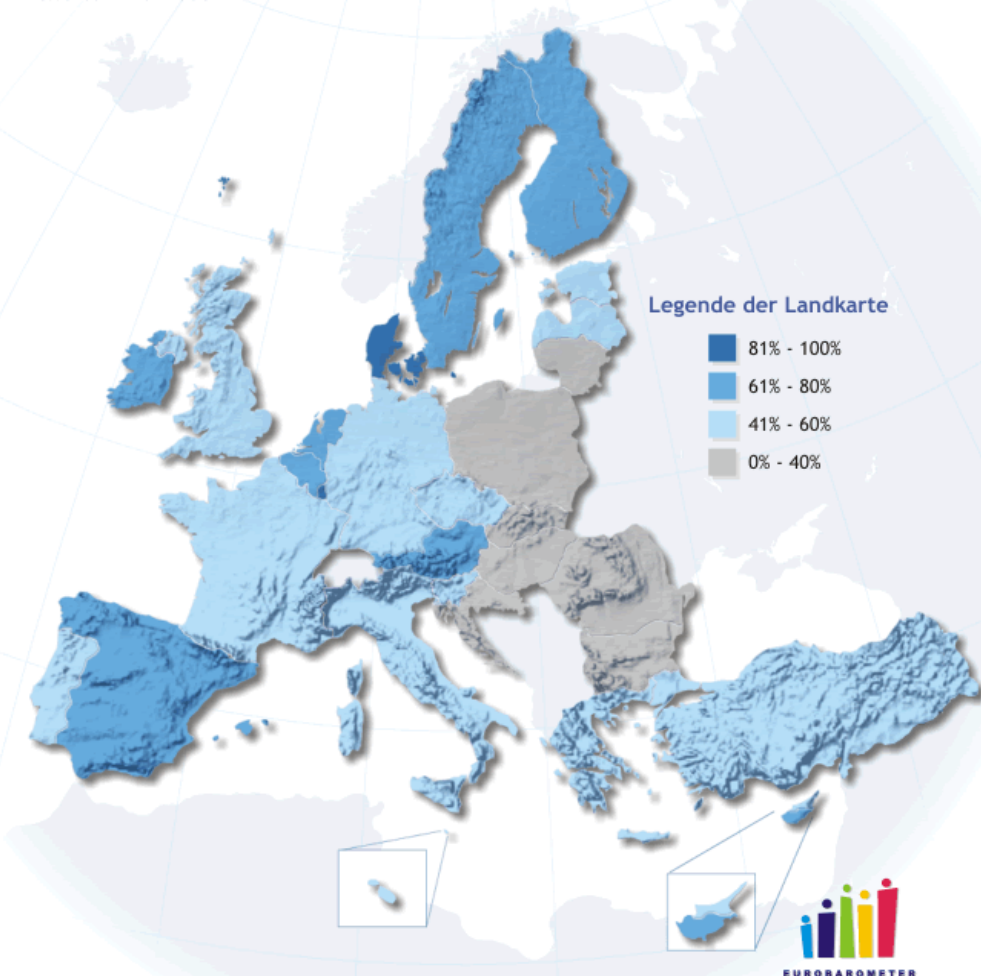 Legende der Landkarte
81% - 100%
61% - 80%
41% - 60%
0% - 40%
EUROBAROMETER